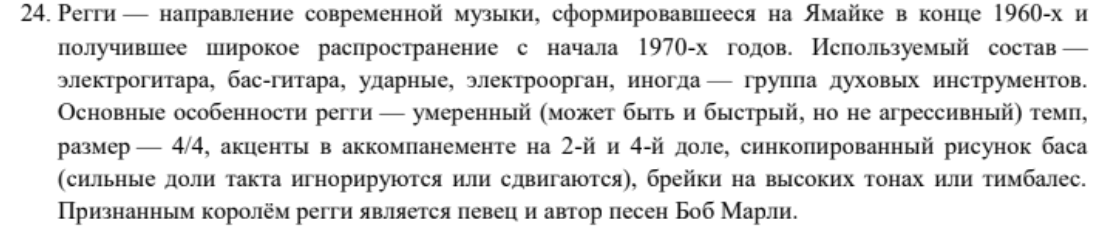 24. Регги — направление современной музыки, сформировавшееся на Ямайке в конце 1960-х и
получившее широкое распространение с начала 1970-х годов. Используемый состав —
электрогитара, бас-гитара, ударные, электроорган, иногда — группа духовых инструментов.
Основные особенности регги — умеренный (может быть и быстрый, но не агрессивный) темп,
размер — 4/4, акценты в аккомпанементе на 2-й и 4-й доле, синкопированный рисунок баса
(сильные доли такта игнорируются или сдвигаются), брейки на высоких тонах или тимбалес.
Признанным королём регги является певец и автор песен Боб Марли.